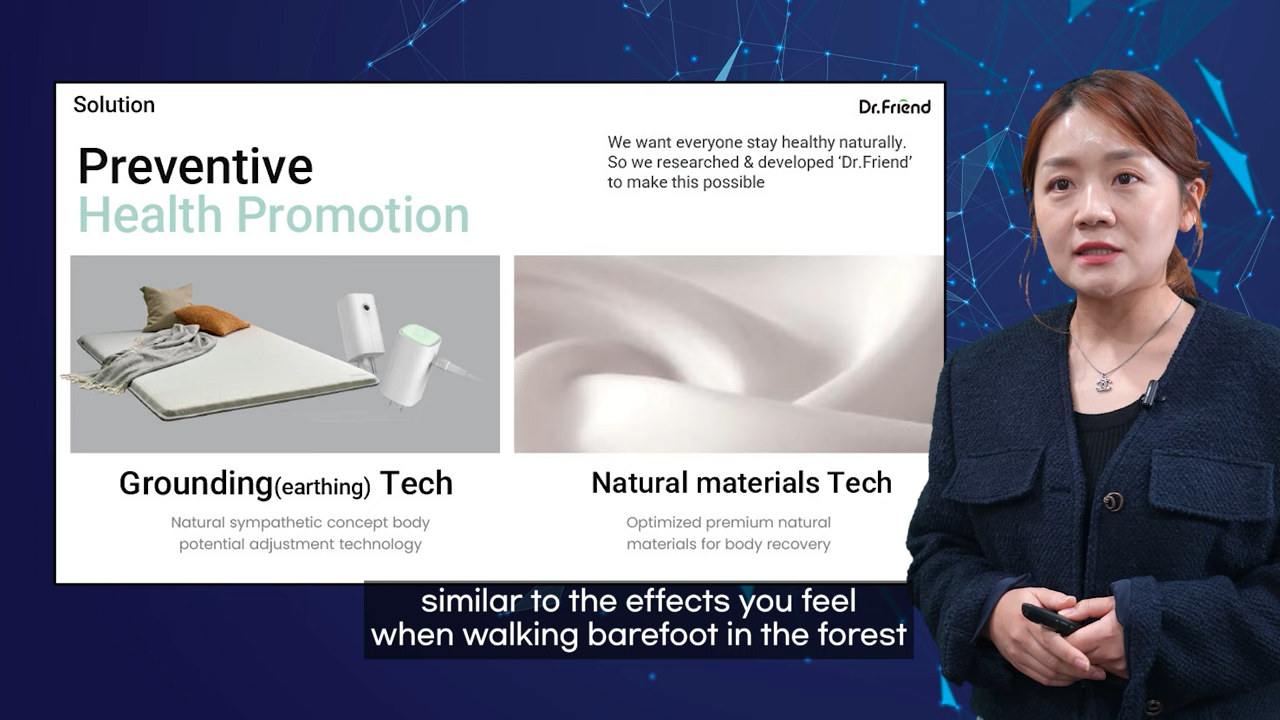 Solution
Dr.Friend
Preventive
Health Promotion
We want everyone stay healthy naturally.
So we researched & developed ‘Dr.Friend’
to make this possible
Grounding(earthing) Tech
Natural sympathetic concept body
potential adjustment technology
Natural materials Tech
Optimized premium natural
materials for body recovery
similar to the effects you feel
when walking barefoot in the forest